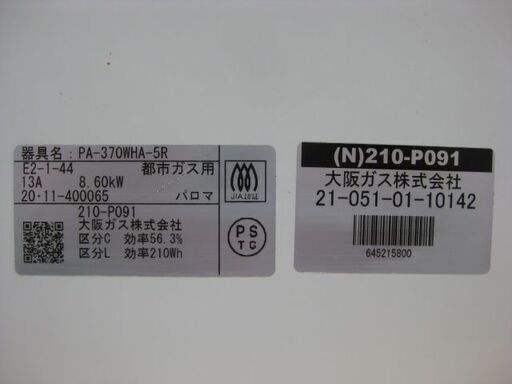 器具名：PA-370WHA-5R
E2-1-44 都市ガス用
13A 8.60kW
20・11-400065 パロマ
JIA認証
210-P091
大阪ガス株式会社
区分C 効率56.3%
区分L 効率210Wh
PS
TG
(N)210-P091
大阪ガス株式会社
21-051-01-10142
645215800